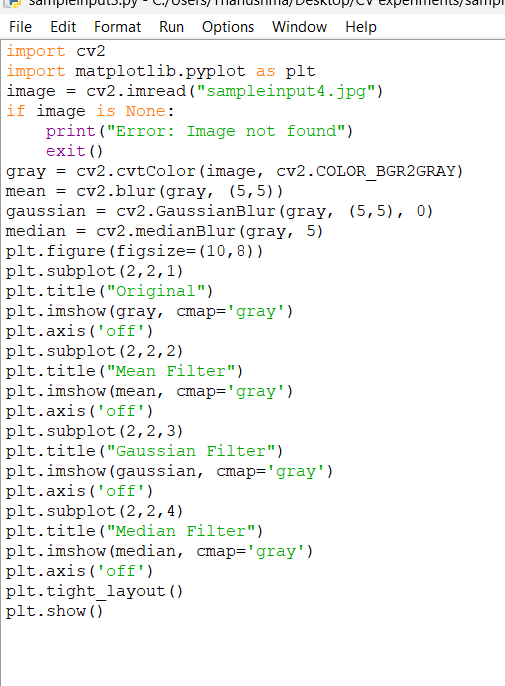 sampleinput3.py - C:/Users/Thanushma/Desktop/CV experiments/sampl
File Edit Format Run Options Window Help
import cv2
import matplotlib.pyplot as plt
image = cv2.imread("sampleinput4.jpg")
if image is None:
    print("Error: Image not found")
    exit()
gray = cv2.cvtColor(image, cv2.COLOR_BGR2GRAY)
mean = cv2.blur(gray, (5,5))
gaussian = cv2.GaussianBlur(gray, (5,5), 0)
median = cv2.medianBlur(gray, 5)
plt.figure(figsize=(10,8))
plt.subplot(2,2,1)
plt.title("Original")
plt.imshow(gray, cmap='gray')
plt.axis('off')
plt.subplot(2,2,2)
plt.title("Mean Filter")
plt.imshow(mean, cmap='gray')
plt.axis('off')
plt.subplot(2,2,3)
plt.title("Gaussian Filter")
plt.imshow(gaussian, cmap='gray')
plt.axis('off')
plt.subplot(2,2,4)
plt.title("Median Filter")
plt.imshow(median, cmap='gray')
plt.axis('off')
plt.tight_layout()
plt.show()